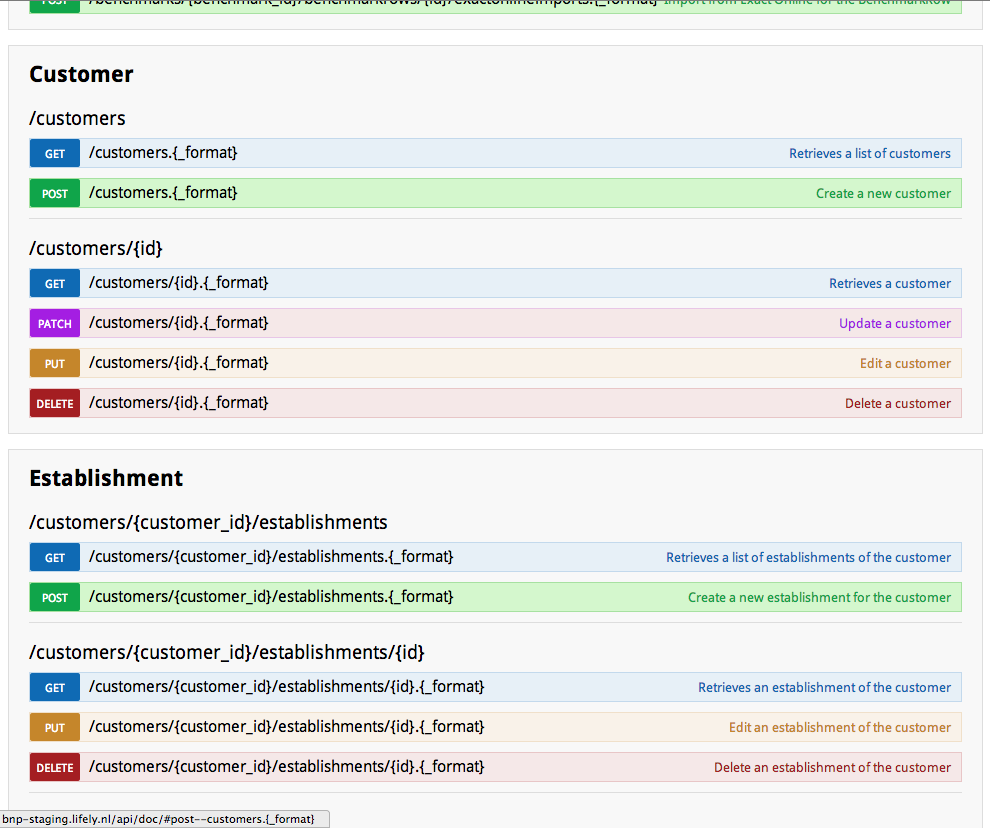 POST /benchmarks/{benchmark_id}/benchmarkrows/{id}/exactonlineimports.{_format} Import from Exact Online for the BenchmarkRow
Customer
/customers
GET /customers.{_format} Retrieves a list of customers
POST /customers.{_format} Create a new customer
/customers/{id}
GET /customers/{id}.{_format} Retrieves a customer
PATCH /customers/{id}.{_format} Update a customer
PUT /customers/{id}.{_format} Edit a customer
DELETE /customers/{id}.{_format} Delete a customer
Establishment
/customers/{customer_id}/establishments
GET /customers/{customer_id}/establishments.{_format} Retrieves a list of establishments of the customer
POST /customers/{customer_id}/establishments.{_format} Create a new establishment for the customer
/customers/{customer_id}/establishments/{id}
GET /customers/{customer_id}/establishments/{id}.{_format} Retrieves an establishment of the customer
PUT /customers/{customer_id}/establishments/{id}.{_format} Edit an establishment of the customer
DELETE /customers/{customer_id}/establishments/{id}.{_format} Delete an establishment of the customer
bnp-staging.lifely.nl/api/doc/#post--customers.{_format}